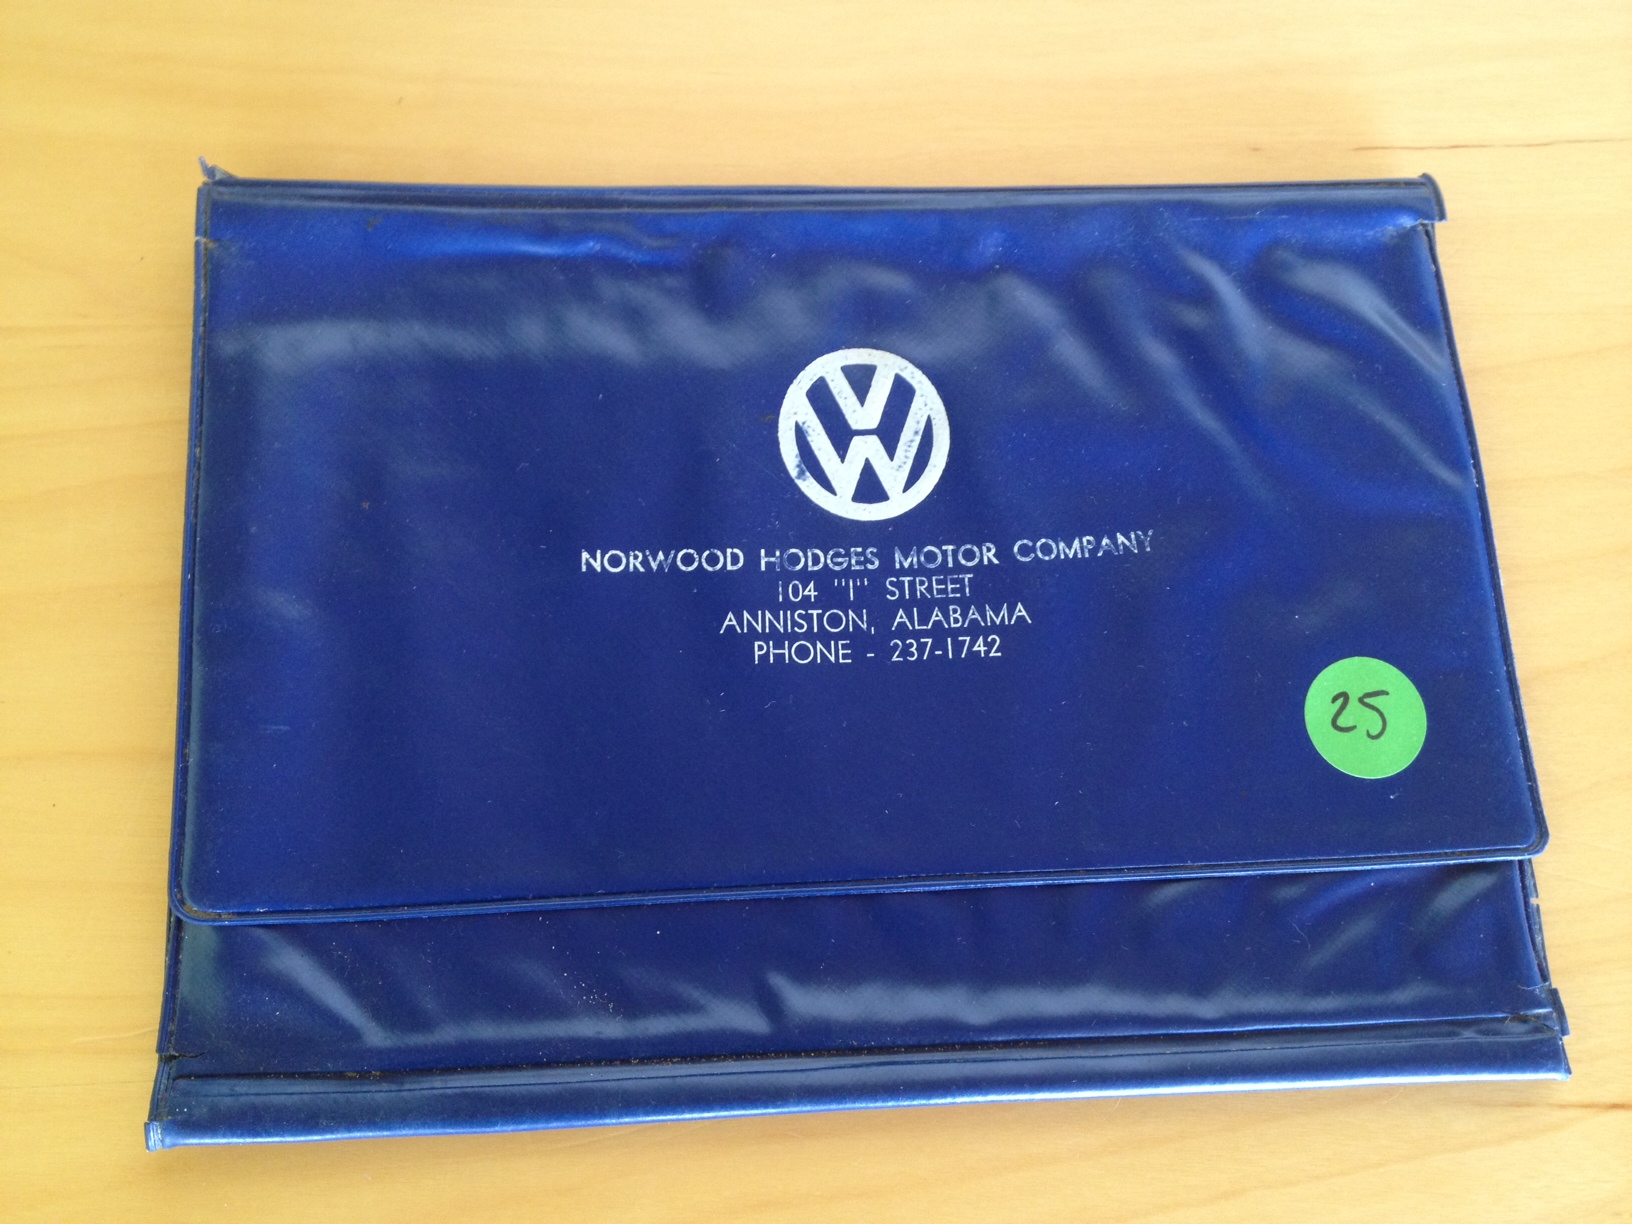 VW
NORWOOD HODGES MOTOR COMPANY
104 "I" STREET
ANNISTON, ALABAMA
PHONE - 237-1742
25